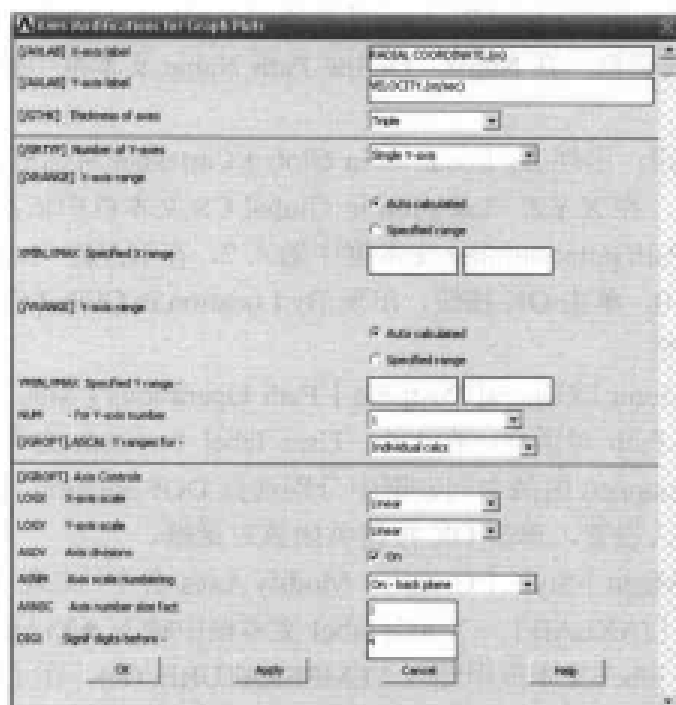 Axes Modifications for Graph Plots
[/AXLAB] X-axis label RADIAL COORDINATE,(in)
[/AXLAB] Y-axis label VELOCITY,(in/sec)
[/GTHK] Thickness of axes Triple
[/GRTYP] Number of Y-axes Single Y-axis
[/XRANGE] X-axis range
Auto calculated
Specified range
XMIN,XMAX Specified X range
[/YRANGE] Y-axis range
Auto calculated
Specified range
YMIN,YMAX Specified Y range -
NUM - for Y-axis number 1
[/GROPT],ASCAL Y ranges for - Individual calcs
[/GROPT] Axis Controls
LOGX X-axis scale Linear
LOGY Y-axis scale Linear
AXDV Axis divisions On
AXNM Axis scale numbering On - back plane
AXNSC Axis number size fact 1
DIG1 Signif digits before - 4
OK Apply Cancel Help